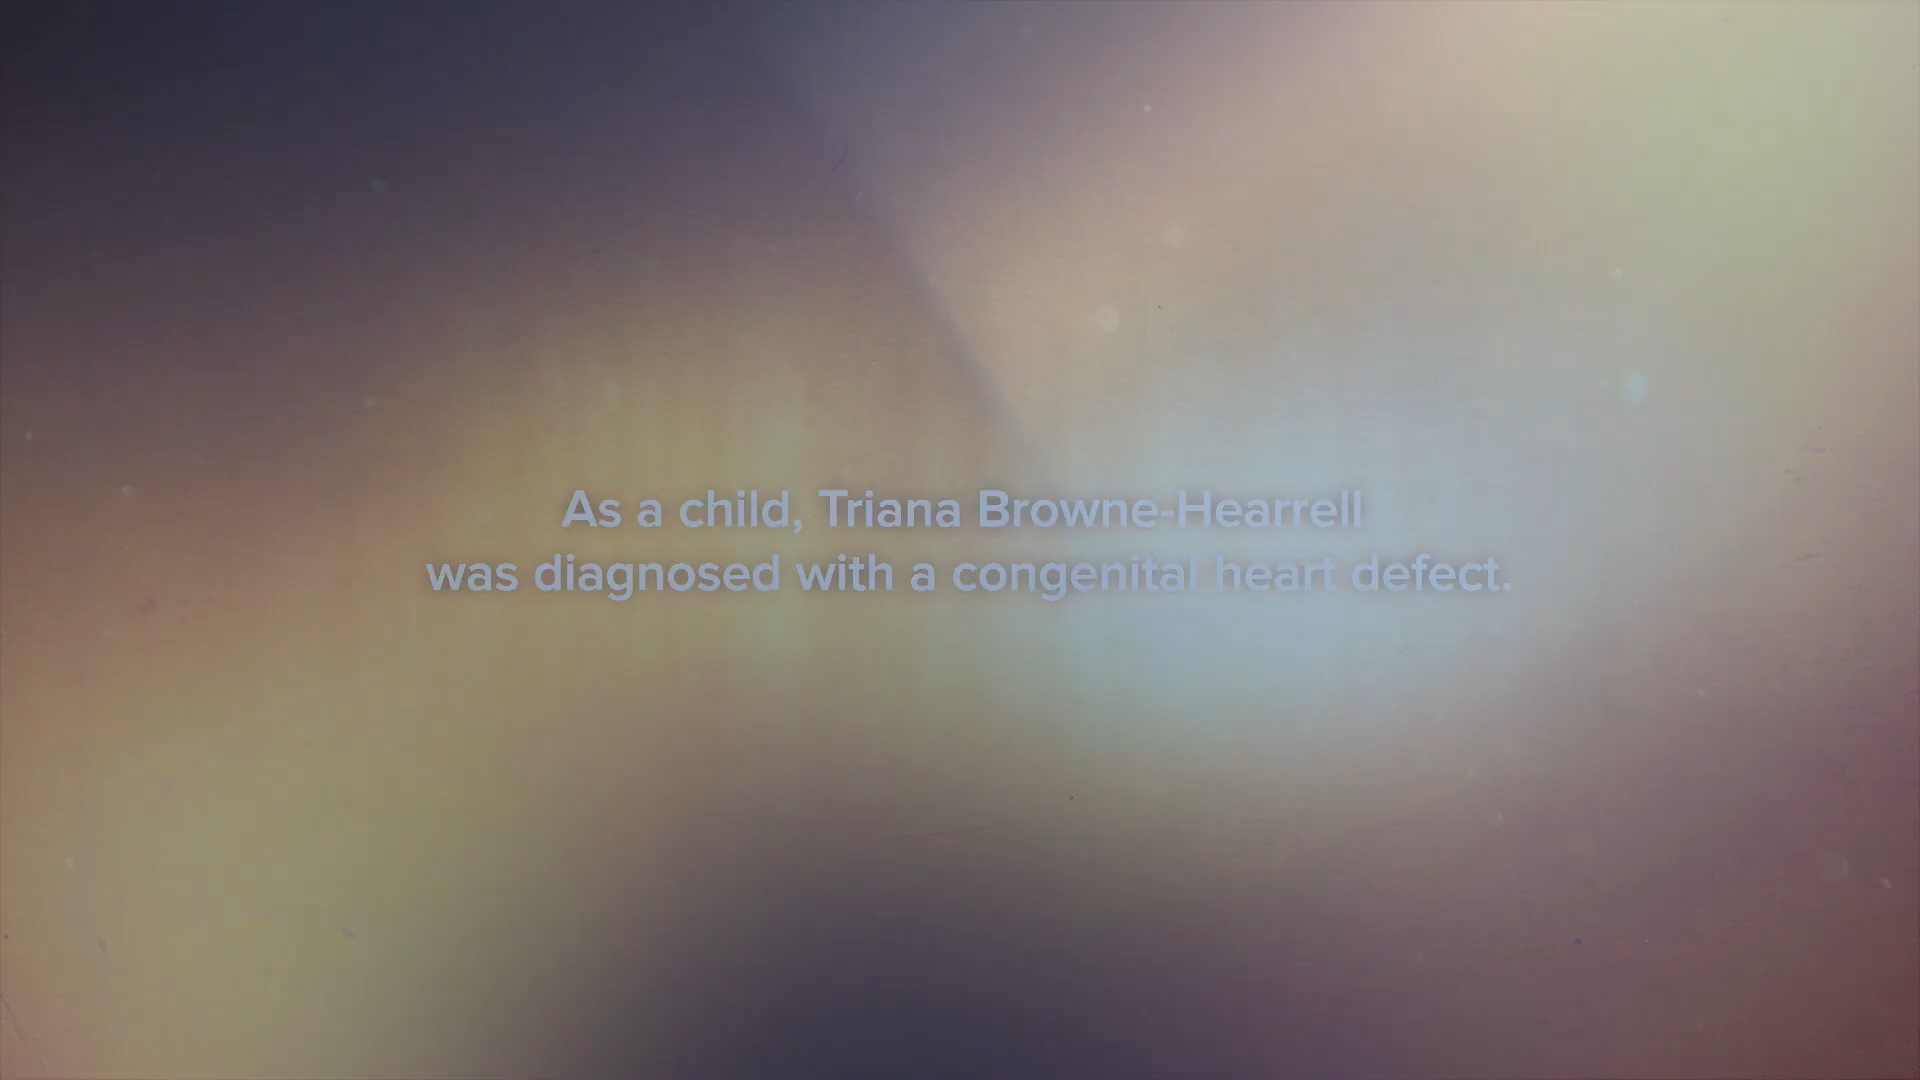 As a child, Triana Browne-Hearrell
was diagnosed with a congenital heart defect.